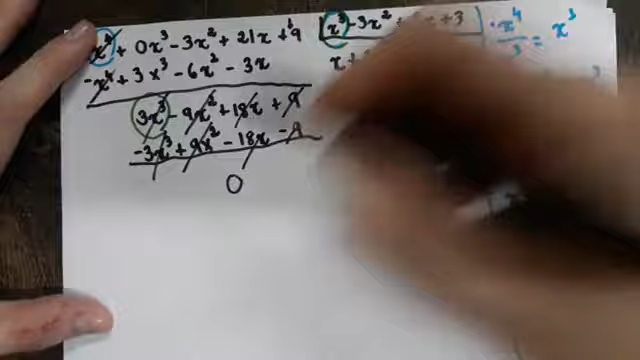 x⁴ + 0x³ - 3x² + 21x + 9 | x³ - 3x² + x + 3 · x⁴ = x³
-x⁴ + 3x³ - 6x² - 3x x +
3x³ - 9x² + 18x + 9
-3x³ + 9x² - 18x - 9
0